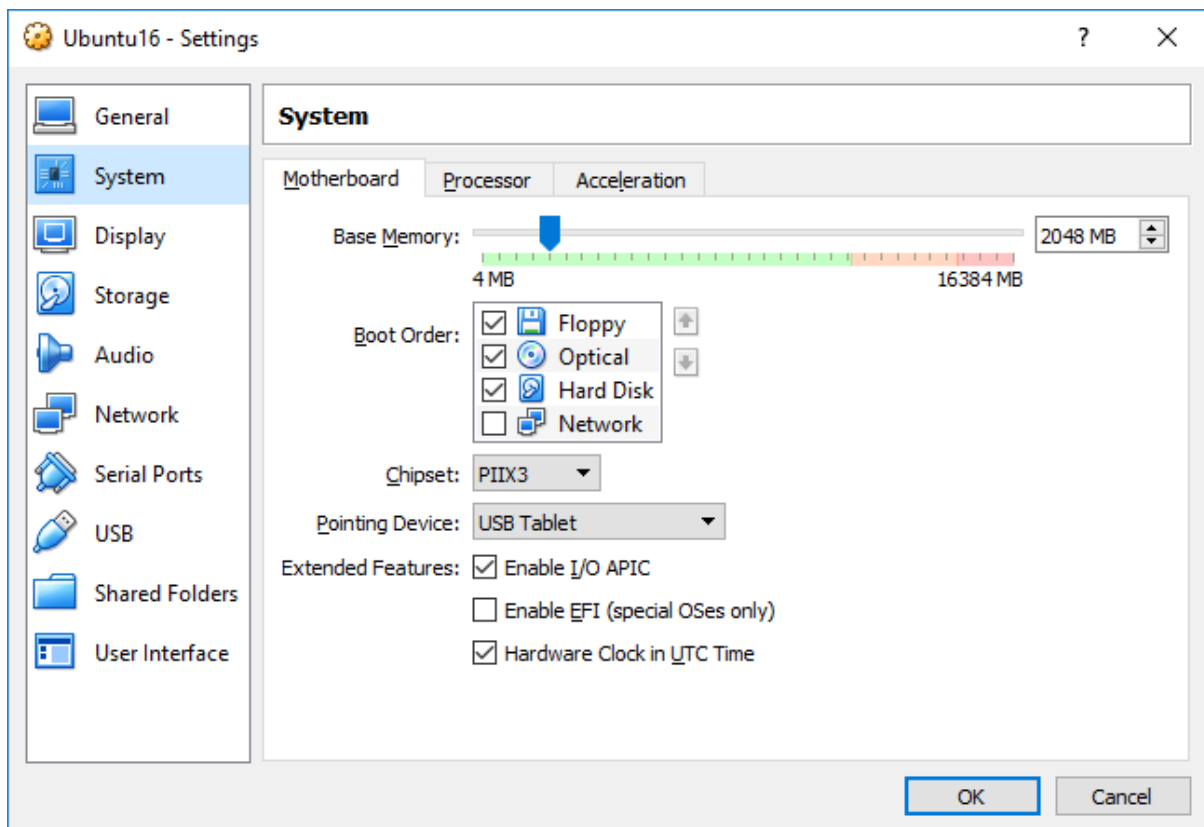 Ubuntu16 - Settings
General
System
Display
Storage
Audio
Network
Serial Ports
USB
Shared Folders
User Interface
System
Motherboard Processor Acceleration
Base Memory: 2048 MB
4 MB 16384 MB
Boot Order: Floppy
Optical
Hard Disk
Network
Chipset: PIIX3
Pointing Device: USB Tablet
Extended Features: Enable I/O APIC
Enable EFI (special OSes only)
Hardware Clock in UTC Time
OK Cancel